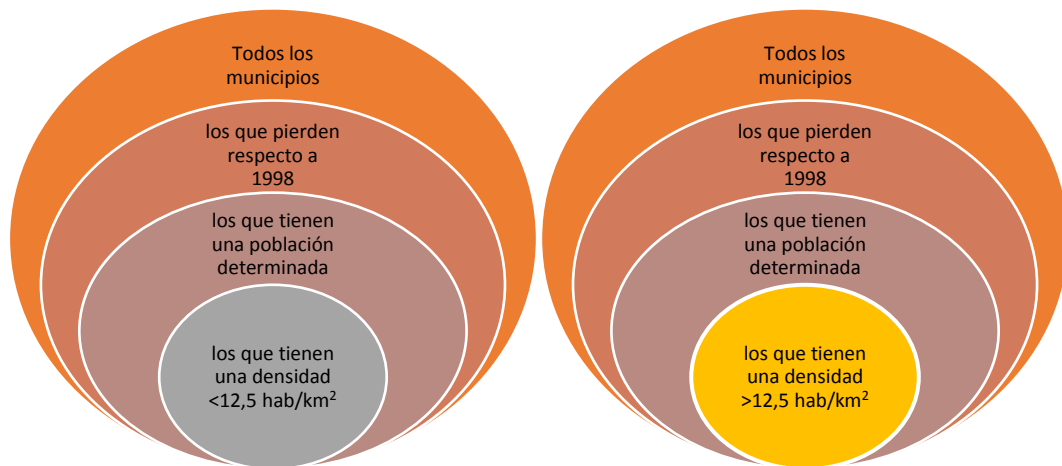 Todos los
municipios
los que pierden
respecto a
1998
los que tienen
una población
determinada
los que tienen
una densidad
<12,5 hab/km²
Todos los
municipios
los que pierden
respecto a
1998
los que tienen
una población
determinada
los que tienen
una densidad
>12,5 hab/km²